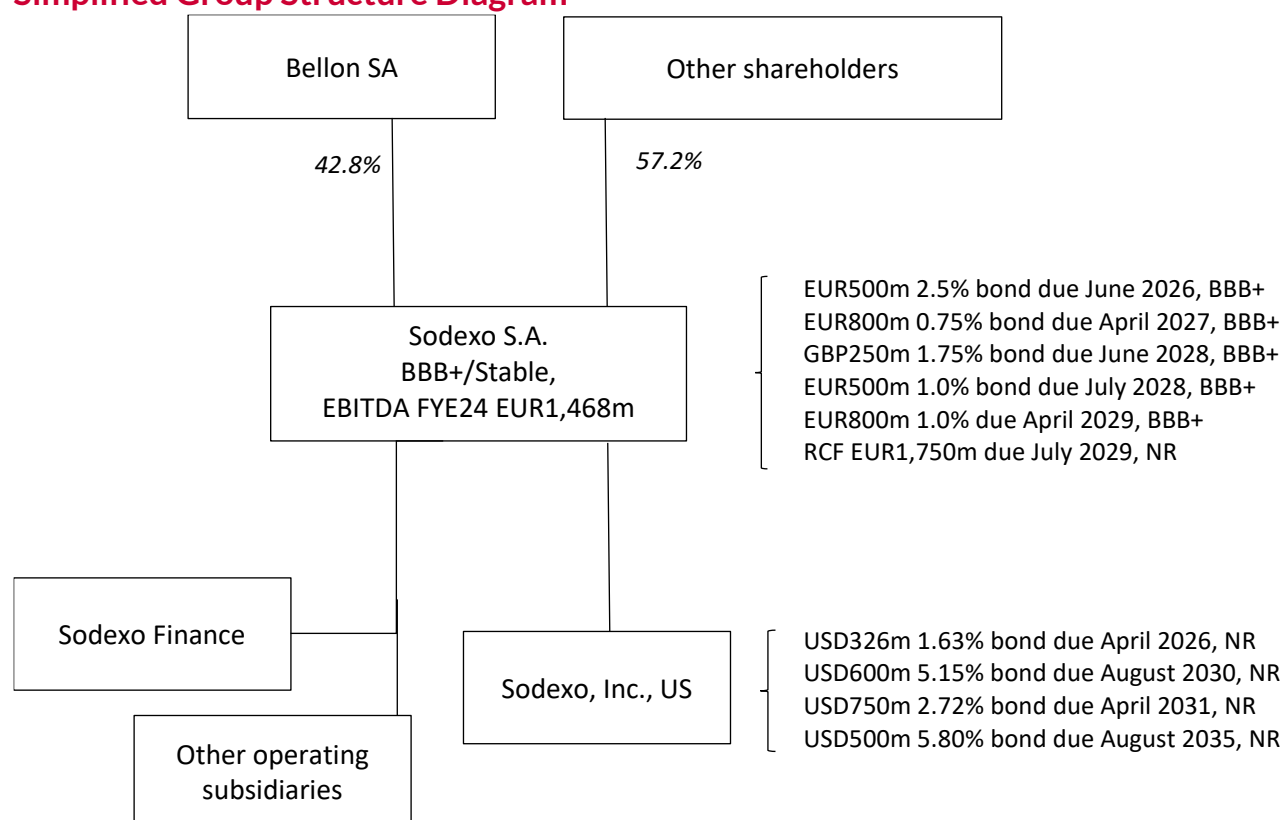 Simplified Group Structure Diagram
Bellon SA
Other shareholders
42.8%
57.2%
Sodexo S.A.
BBB+/Stable,
EBITDA FYE24 EUR1,468m
EUR500m 2.5% bond due June 2026, BBB+
EUR800m 0.75% bond due April 2027, BBB+
GBP250m 1.75% bond due June 2028, BBB+
EUR500m 1.0% bond due July 2028, BBB+
EUR800m 1.0% due April 2029, BBB+
RCF EUR1,750m due July 2029, NR
Sodexo Finance
Other operating
subsidiaries
Sodexo, Inc., US
USD326m 1.63% bond due April 2026, NR
USD600m 5.15% bond due August 2030, NR
USD750m 2.72% bond due April 2031, NR
USD500m 5.80% bond due August 2035, NR